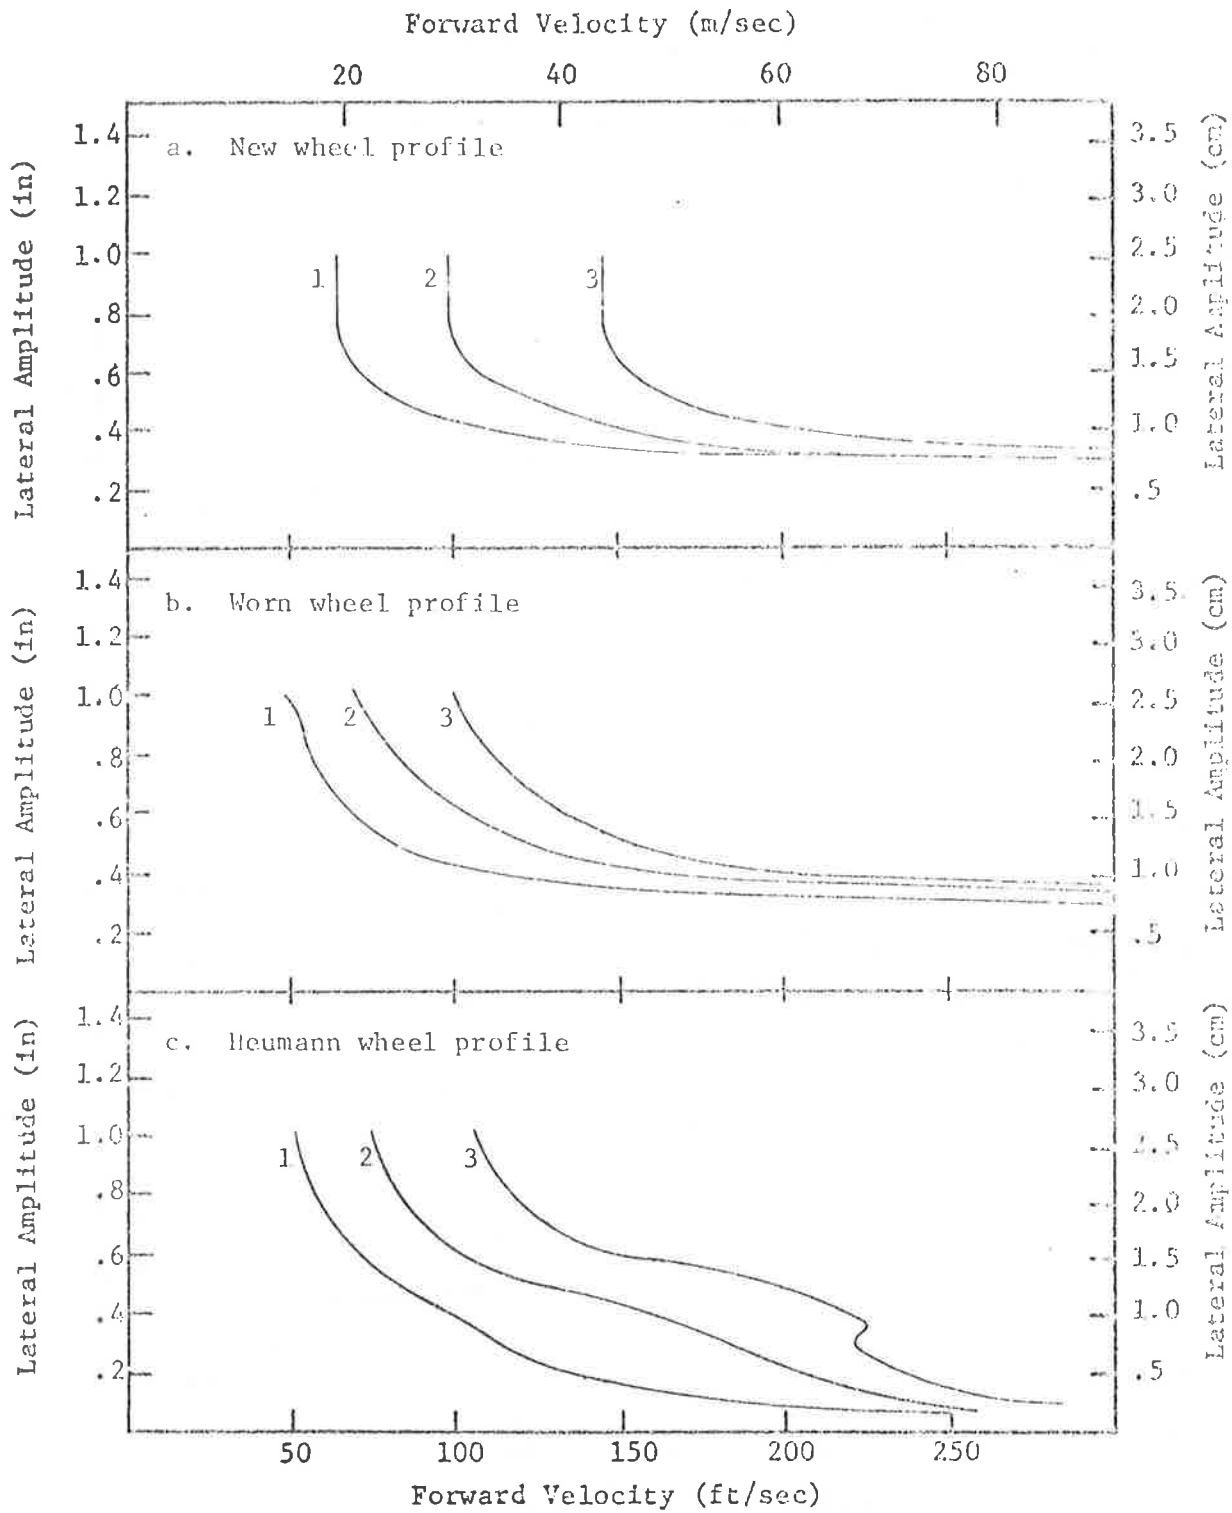 Forward Velocity (m/sec)
20 40 60 80
a. New wheel profile
Lateral Amplitude (in)
1.4
1.2
1.0
.8
.6
.4
.2
1 2 3
3.5
3.0
2.5
2.0
1.5
1.0
.5
Lateral Amplitude (cm)
b. Worn wheel profile
Lateral Amplitude (in)
1.4
1.2
1.0
.8
.6
.4
.2
1 2 3
3.5
3.0
2.5
2.0
1.5
1.0
.5
Lateral Amplitude (cm)
c. Heumann wheel profile
Lateral Amplitude (in)
1.4
1.2
1.0
.8
.6
.4
.2
1 2 3
3.5
3.0
2.5
2.0
1.5
1.0
.5
Lateral Amplitude (cm)
50 100 150 200 250
Forward Velocity (ft/sec)